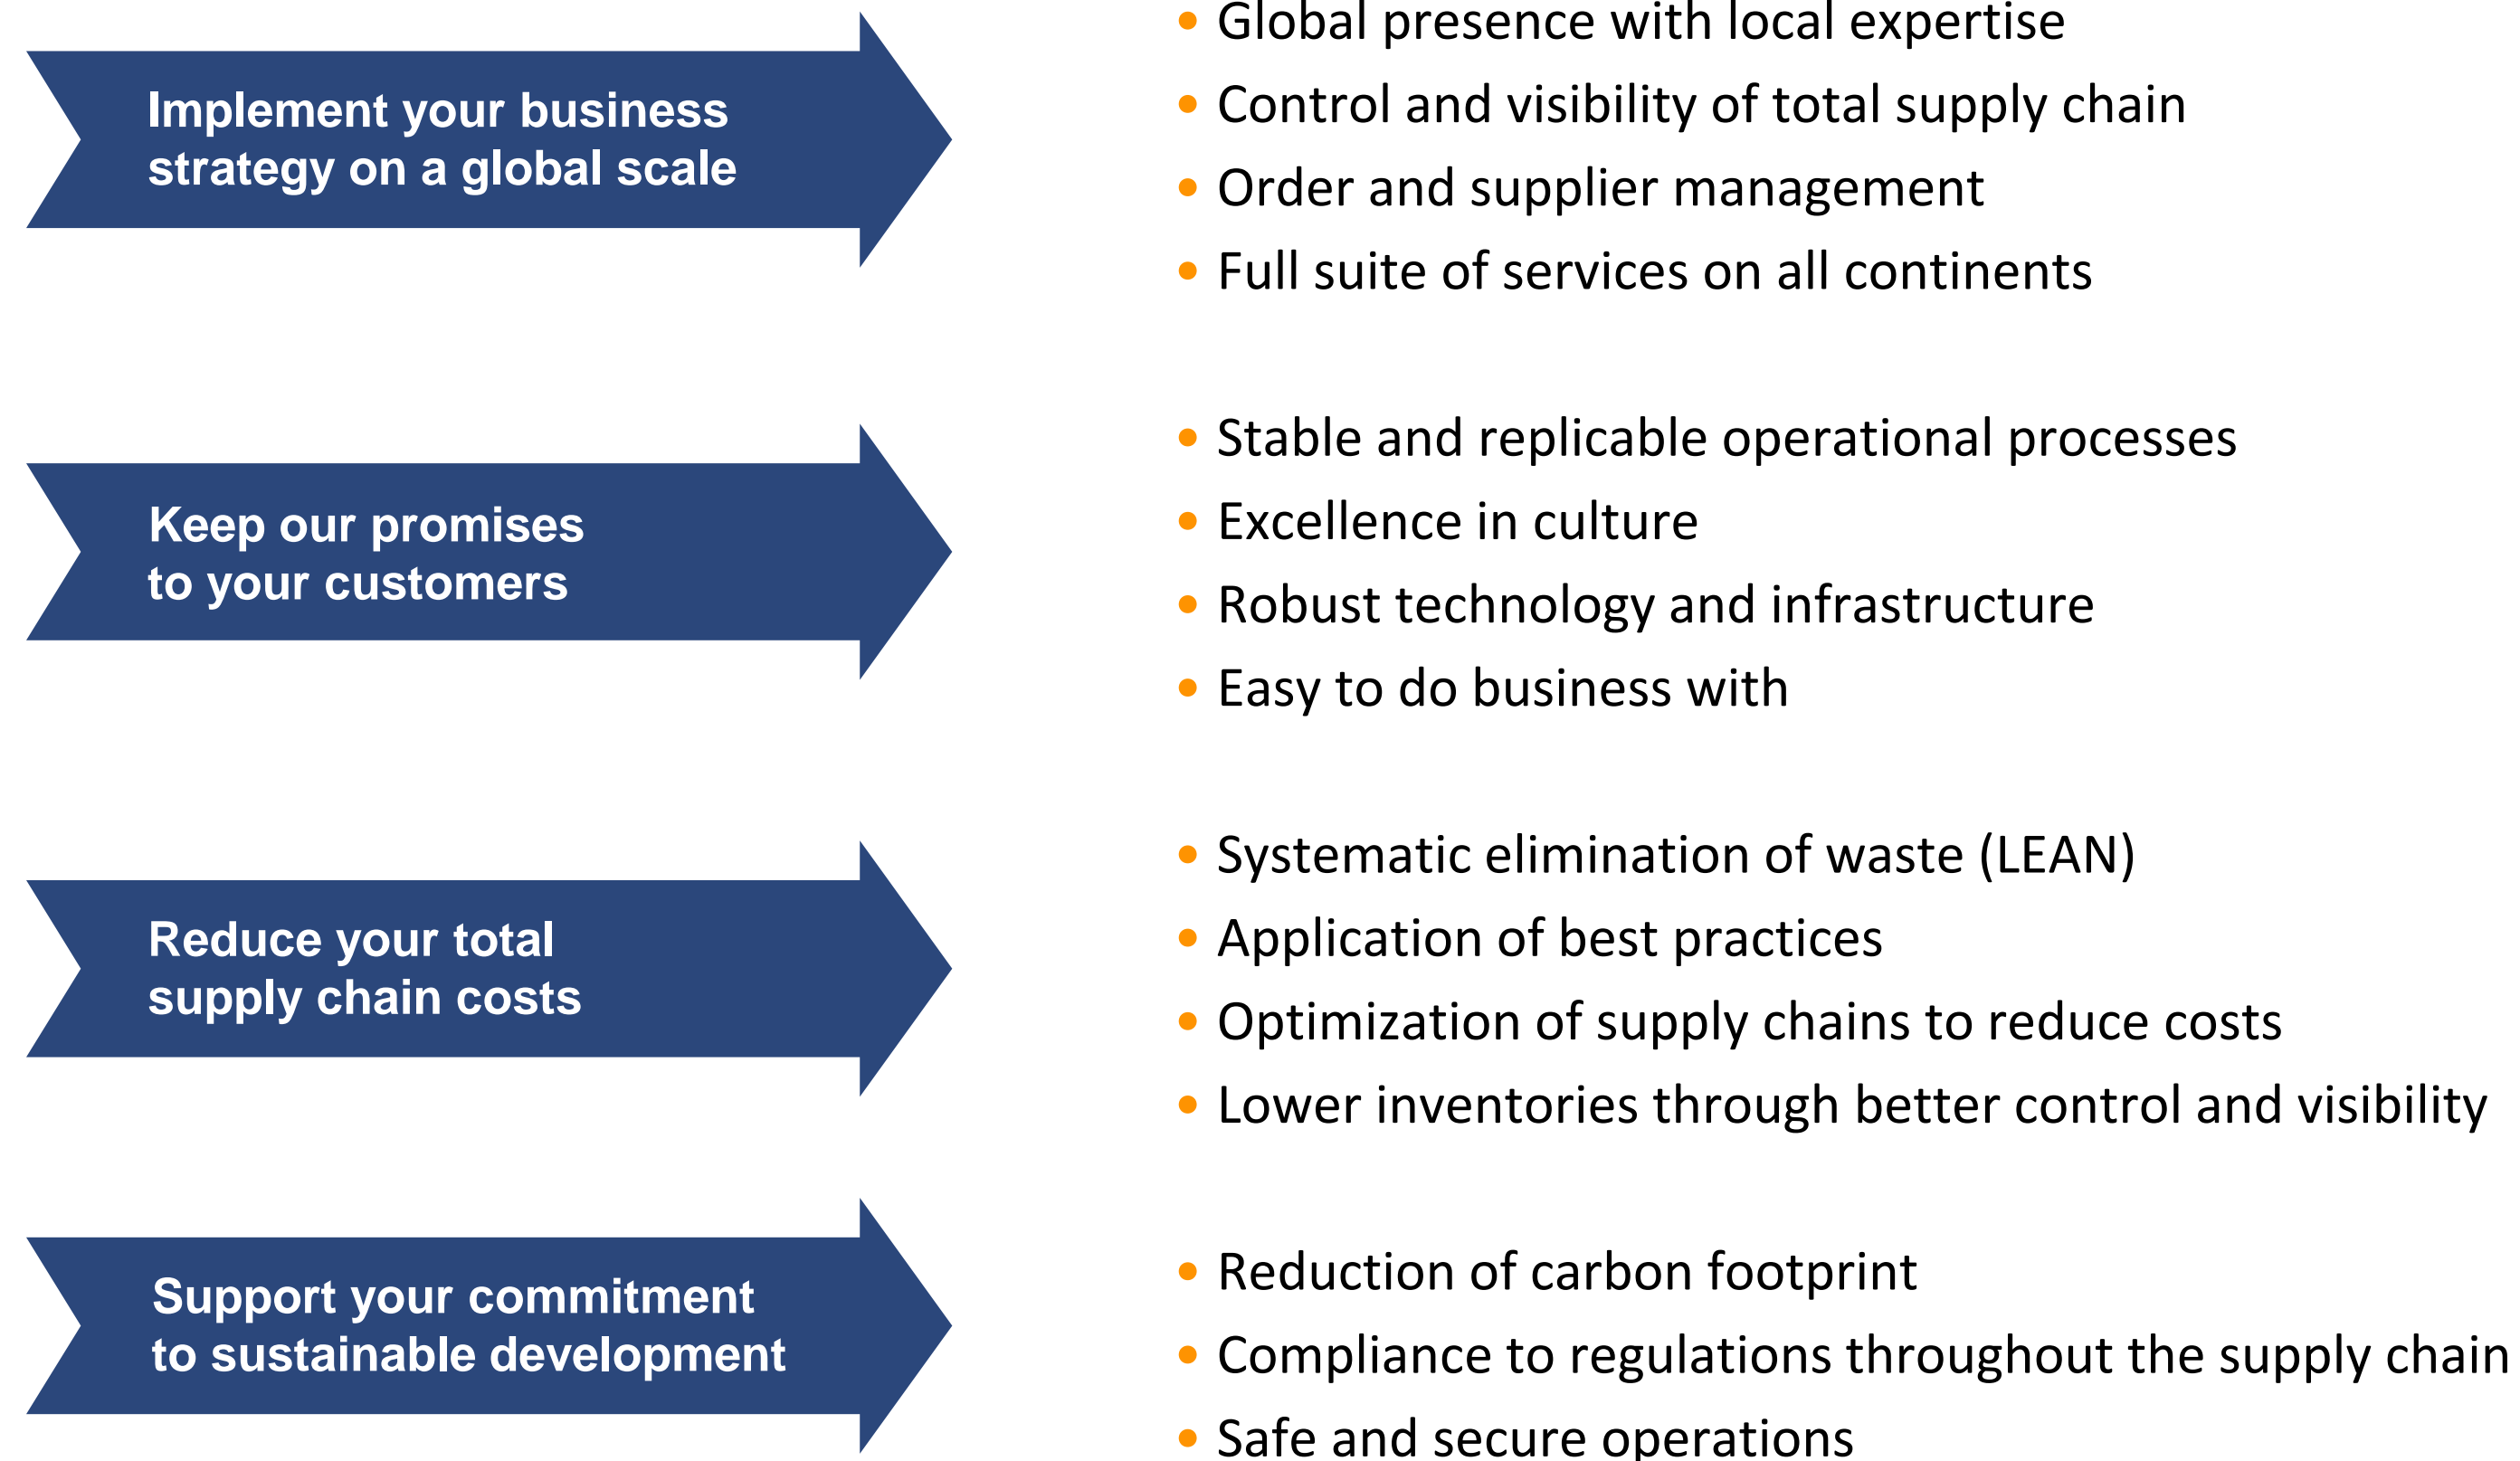 Implement your business
strategy on a global scale
• Global presence with local expertise
• Control and visibility of total supply chain
• Order and supplier management
• Full suite of services on all continents
Keep our promises
to your customers
• Stable and replicable operational processes
• Excellence in culture
• Robust technology and infrastructure
• Easy to do business with
Reduce your total
supply chain costs
• Systematic elimination of waste (LEAN)
• Application of best practices
• Optimization of supply chains to reduce costs
• Lower inventories through better control and visibility
Support your commitment
to sustainable development
• Reduction of carbon footprint
• Compliance to regulations throughout the supply chain
• Safe and secure operations